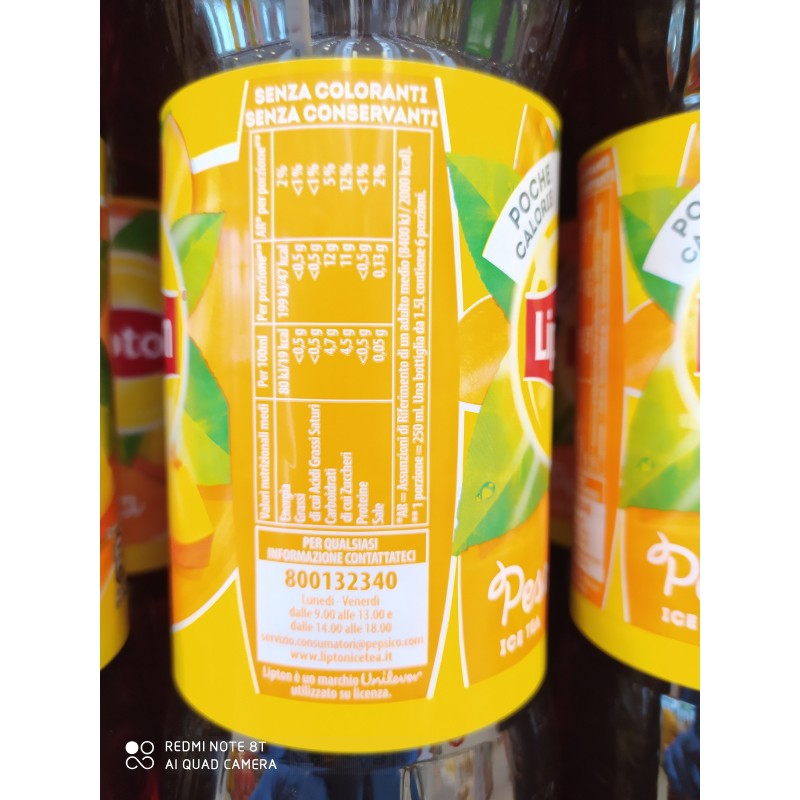 SENZA COLORANTI
SENZA CONSERVANTI
Valori nutrizionali medi Per 100ml Per porzione** AR* per porzione**
Energia 80 kJ/19 kcal 199 kJ/47 kcal 2%
Grassi <0,5 g <0,5 g <1%
di cui Acidi Grassi Saturi <0,5 g <0,5 g <1%
Carboidrati 4,7 g 12 g 5%
di cui Zuccheri 4,5 g 11 g 12%
Proteine <0,5 g <0,5 g <1%
Sale 0,05 g 0,13 g 2%
*AR = Assunzioni di Riferimento di un adulto medio (8400 kJ / 2000 kcal).
** 1 porzione = 250 ml. Una bottiglia da 1.5L contiene 6 porzioni.
PER QUALSIASI
INFORMAZIONE CONTATTATECI
800132340
Lunedì - Venerdì
dalle 9.00 alle 13.00 e
dalle 14.00 alle 18.00
servizio.consumatori@pepsico.com
www.liptonicetea.it
Lipton è un marchio Unilever
utilizzato su licenza.
POCHE
CALORIE
Lip
Pes
ICE TEA
pton
PO
CA
P
ICE
REDMI NOTE 8T
AI QUAD CAMERA